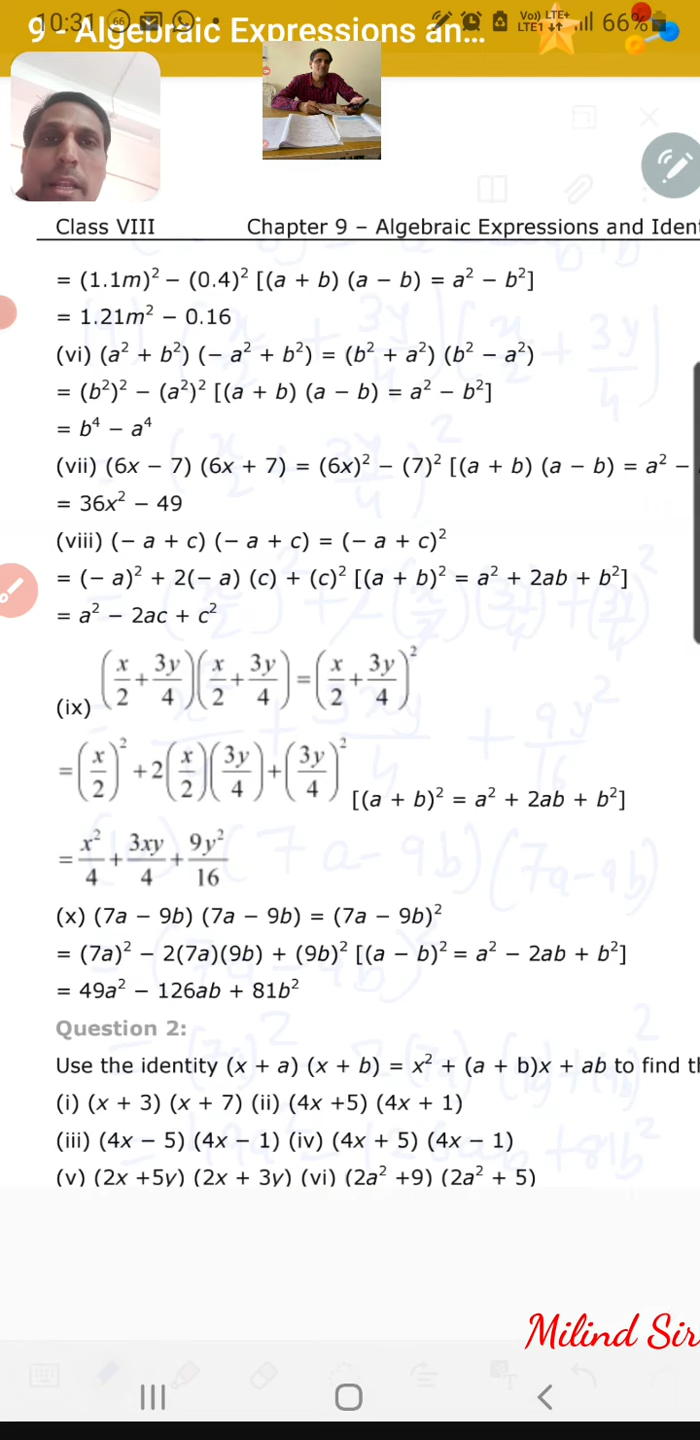 10:31 66 Vo)) LTE+ LTE1 66%
9 - Algebraic Expressions an...
Class VIII Chapter 9 – Algebraic Expressions and Iden
= (1.1m)² − (0.4)² [(a + b) (a − b) = a² − b²]
= 1.21m² − 0.16
(vi) (a² + b²) (− a² + b²) = (b² + a²) (b² − a²)
= (b²)² − (a²)² [(a + b) (a − b) = a² − b²]
= b⁴ − a⁴
(vii) (6x − 7) (6x + 7) = (6x)² − (7)² [(a + b) (a − b) = a² −
= 36x² − 49
(viii) (− a + c) (− a + c) = (− a + c)²
= (− a)² + 2(− a) (c) + (c)² [(a + b)² = a² + 2ab + b²]
= a² − 2ac + c²
(ix) (x/2 + 3y/4)(x/2 + 3y/4) = (x/2 + 3y/4)²
= (x/2)² + 2(x/2)(3y/4) + (3y/4)² [(a + b)² = a² + 2ab + b²]
= x²/4 + 3xy/4 + 9y²/16
(x) (7a − 9b) (7a − 9b) = (7a − 9b)²
= (7a)² − 2(7a)(9b) + (9b)² [(a − b)² = a² − 2ab + b²]
= 49a² − 126ab + 81b²
Question 2:
Use the identity (x + a) (x + b) = x² + (a + b)x + ab to find th
(i) (x + 3) (x + 7) (ii) (4x +5) (4x + 1)
(iii) (4x − 5) (4x − 1) (iv) (4x + 5) (4x − 1)
(v) (2x +5y) (2x + 3y) (vi) (2a² +9) (2a² + 5)
Milind Sir